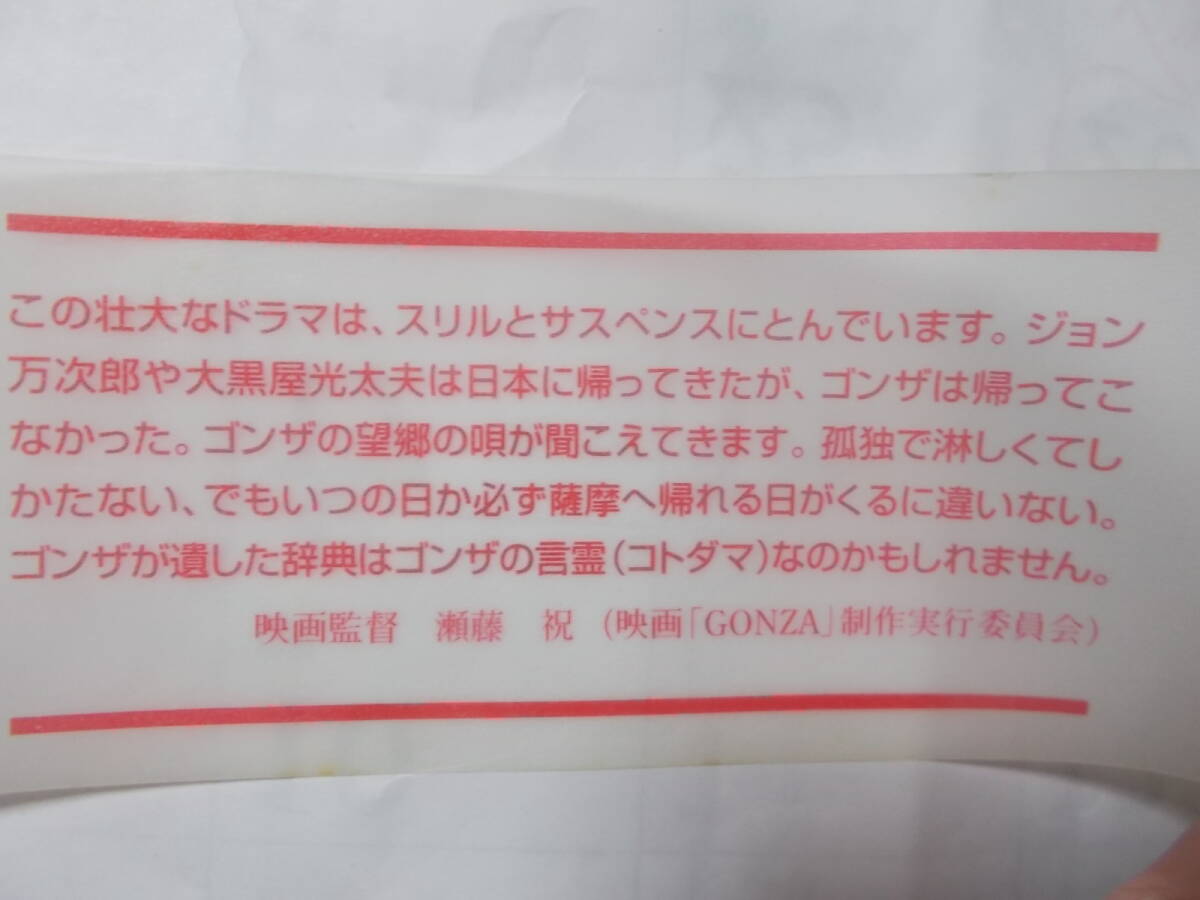 この壮大なドラマは、スリルとサスペンスにとんでいます。ジョン
万次郎や大黒屋光太夫は日本に帰ってきたが、ゴンザは帰ってこ
なかった。ゴンザの望郷の唄が聞こえてきます。孤独で淋しくてし
かたない、でもいつの日か必ず薩摩へ帰れる日がくるに違いない。
ゴンザが遺した辞典はゴンザの言霊(コトダマ)なのかもしれません。
映画監督 瀬藤 祝 (映画「GONZA」制作実行委員会)